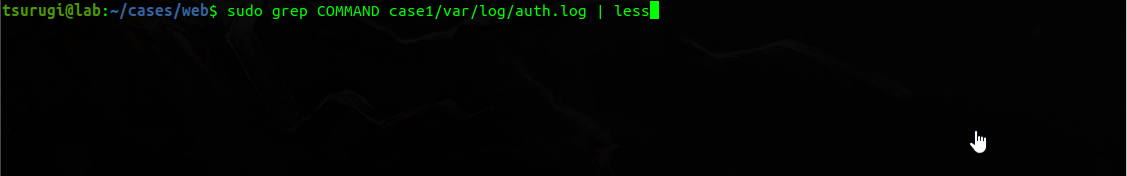 tsurugi@lab:~/cases/web$ sudo grep COMMAND case1/var/log/auth.log | less